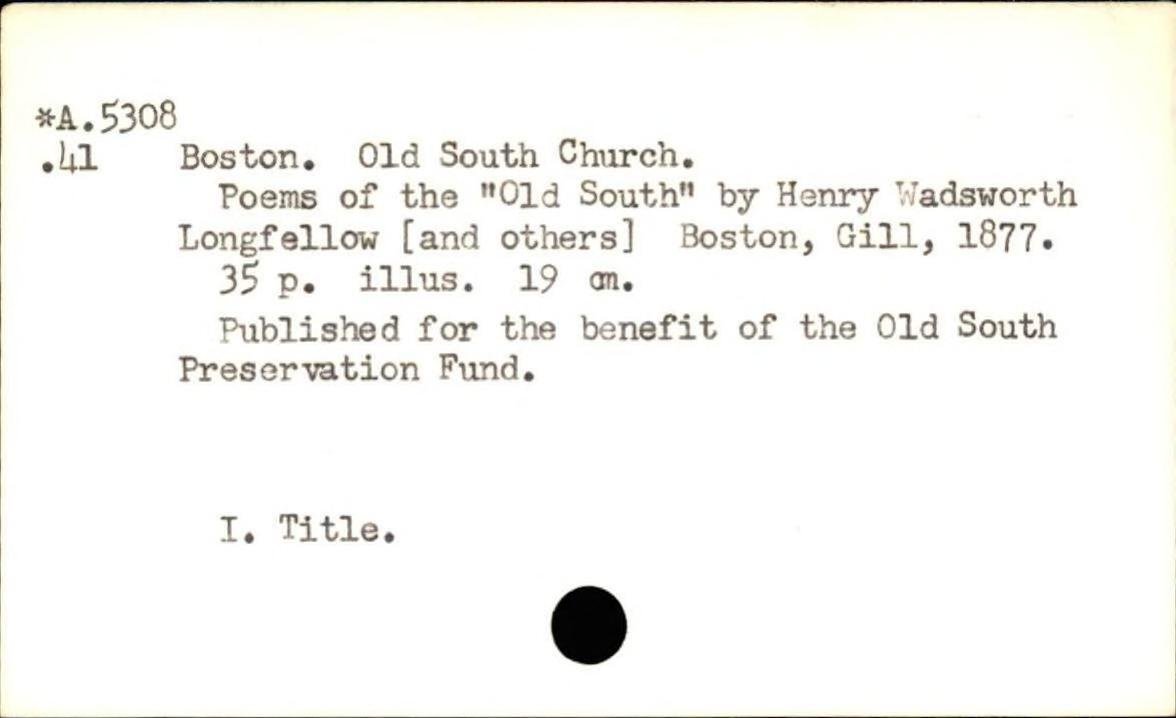 *A.5308
.41 Boston. Old South Church.
Poems of the "Old South" by Henry Wadsworth
Longfellow [and others] Boston, Gill, 1877.
35 p. illus. 19 cm.
Published for the benefit of the Old South
Preservation Fund.
I. Title.